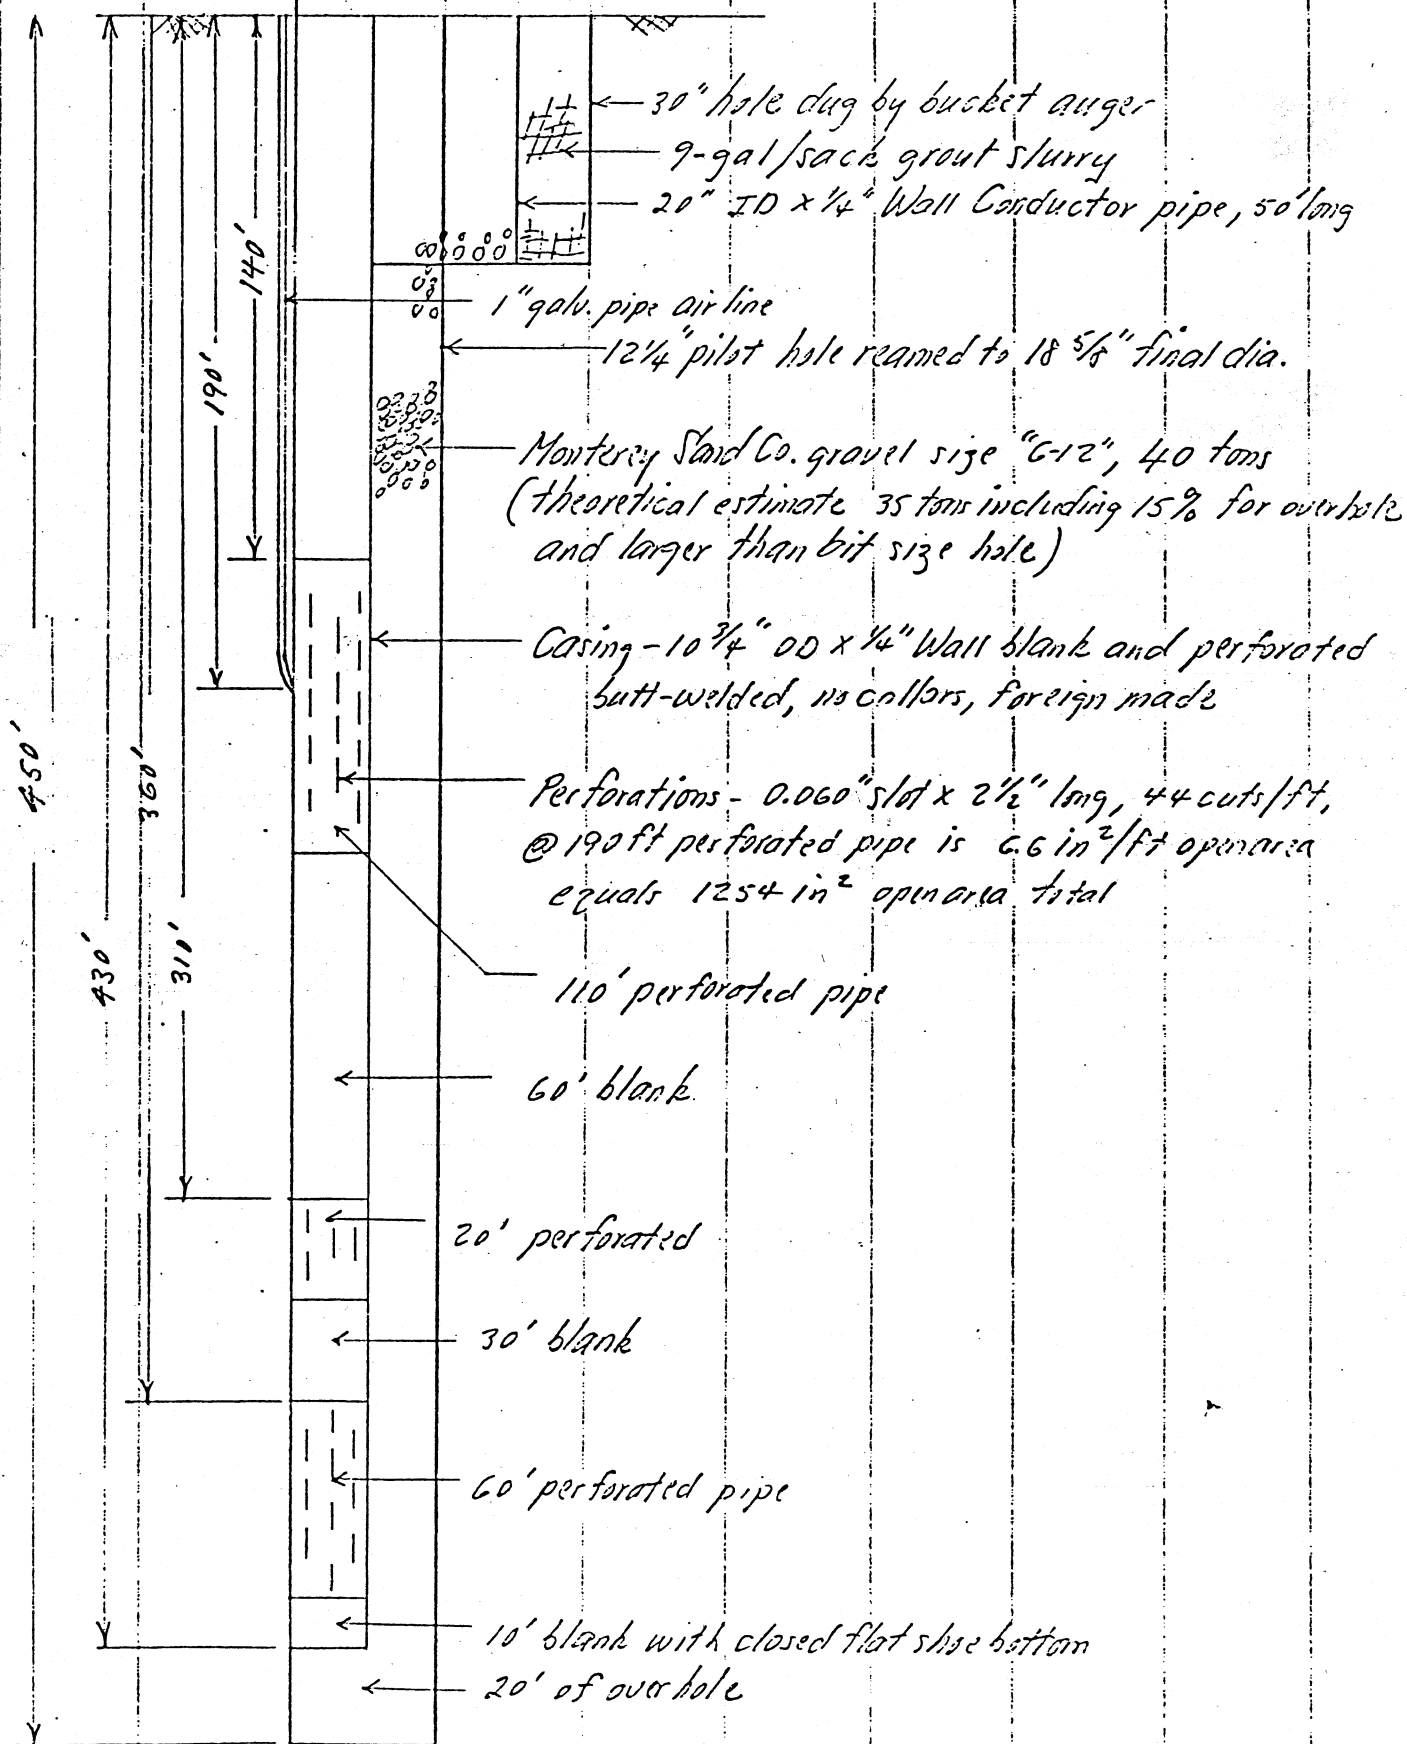 30" hole dug by bucket auger
9-gal/sack grout slurry
20" ID x 1/4" Wall Conductor pipe, 50' long
140'
1" galv. pipe air line
12 1/4" pilot hole reamed to 18 5/8" final dia.
190'
Monterey Sand Co. gravel size "6-12", 40 tons
(theoretical estimate 35 tons including 15% for overhole
and larger than bit size hole)
Casing - 10 3/4" OD x 1/4" Wall blank and perforated
butt-welded, no collars, foreign made
450'
360'
Perforations - 0.060" slot x 2 1/2" long, 44 cuts/ft,
@ 190 ft perforated pipe is 6.6 in²/ft open area
equals 1254 in² open area total
430'
310'
110' perforated pipe
60' blank
20' perforated
30' blank
60' perforated pipe
10' blank with closed flat shoe bottom
20' of overhole